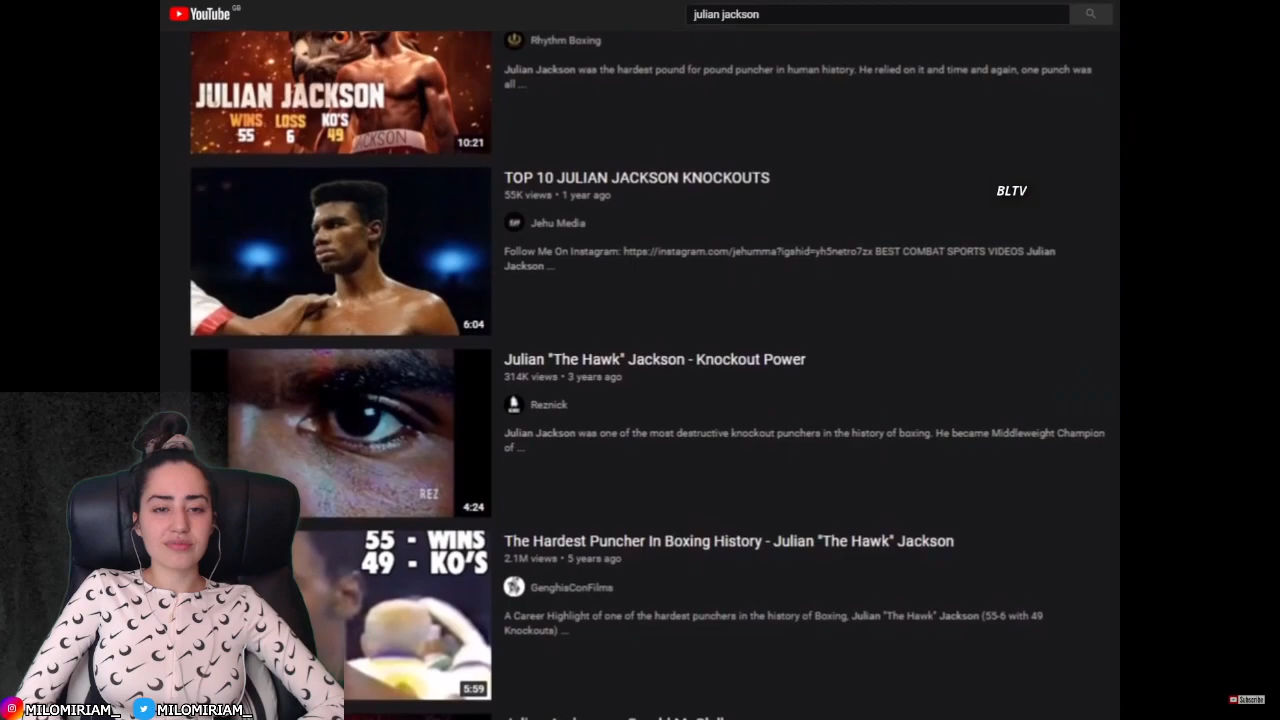 YouTube GB
julian jackson
Rhythm Boxing
Julian Jackson was the hardest pound for pound puncher in human history. He relied on it and time and again, one punch was
all ...
JULIAN JACKSON
WINS LOSS KO'S
55 6 49
JACKSON
10:21
TOP 10 JULIAN JACKSON KNOCKOUTS
55K views • 1 year ago
BLTV
Jehu Media
Follow Me On Instagram: https://instagram.com/jehumma?igshid=yh5netro7zx BEST COMBAT SPORTS VIDEOS Julian
Jackson ...
6:04
Julian "The Hawk" Jackson - Knockout Power
314K views • 3 years ago
Reznick
Julian Jackson was one of the most destructive knockout punchers in the history of boxing. He became Middleweight Champion
of ...
REZ
4:24
55 - WINS
49 - KO'S
The Hardest Puncher In Boxing History - Julian "The Hawk" Jackson
2.1M views • 5 years ago
GenghisConFilms
A Career Highlight of one of the hardest punchers in the history of Boxing, Julian "The Hawk" Jackson (55-6 with 49
Knockouts) ...
5:59
MILOMIRIAM_ MILOMIRIAM_
Subscribe